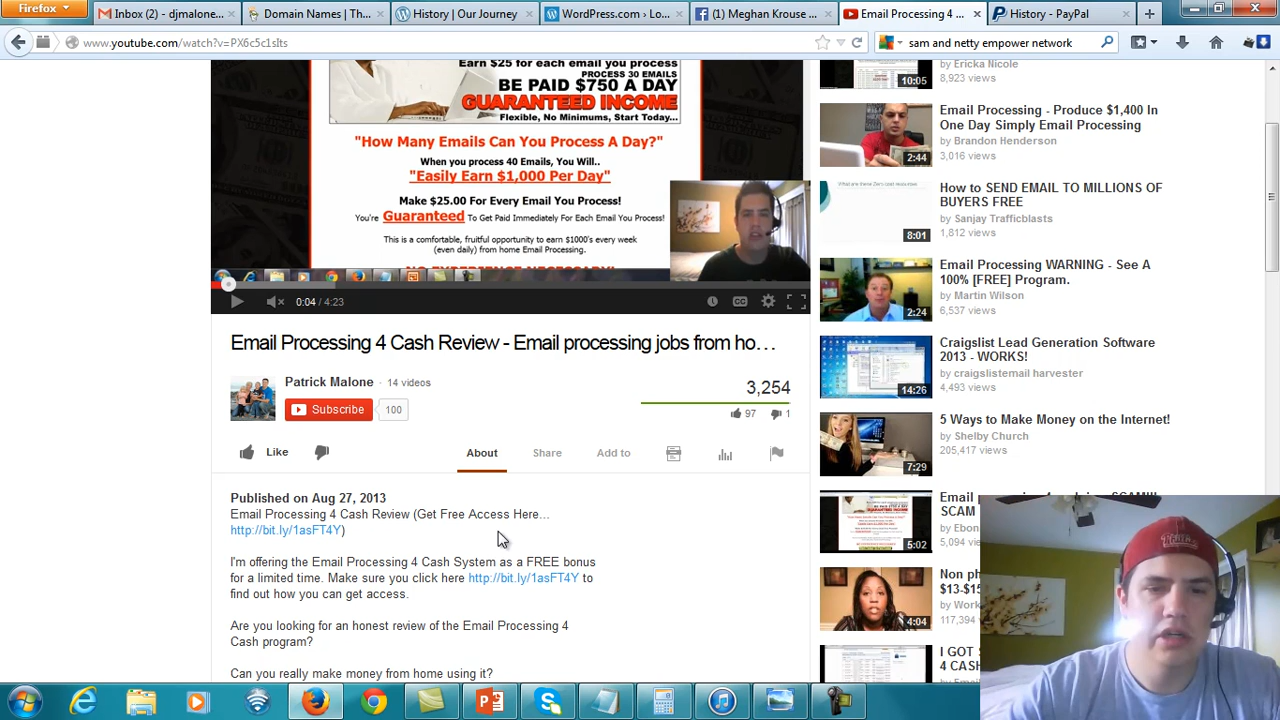 Firefox
Inbox (2) - djmalone...
Domain Names | Th...
History | Our Journey
WordPress.com › Lo...
(1) Meghan Krouse ...
Email Processing 4 ...
History - PayPal
sam and netty empower network
Earn $25 for each email you process
PROCESS 30 EMAILS
BE PAID $750 A DAY
GUARANTEED INCOME
Flexible, No Minimums, Start Today...
"How Many Emails Can You Process A Day?"
When you process 40 Emails, You Will..
"Easily Earn $1,000 Per Day"
Make $25.00 For Every Email You Process!
You're Guaranteed To Get Paid Immediately For Each Email You Process!
This is a comfortable, fruitful opportunity to earn $1000's every week
(even daily) from home Email Processing.
NO EXPERIENCE NECESSARY!
0:04 / 4:23
CC
Email Processing 4 Cash Review - Email processing jobs from ho...
Patrick Malone · 14 videos
Subscribe 100
3,254
97 1
Like
About
Share
Add to
Published on Aug 27, 2013
Email Processing 4 Cash Review (Get Free Access Here...
I'm offering the Email Processing 4 Cash System as a FREE bonus
for a limited time. Make sure you click here http://bit.ly/1asFT4Y to
find out how you can get access.
Are you looking for an honest review of the Email Processing 4
Cash program?
Can you really make money from home using it?
10:05
Ericka Nicole
8,923 views
2:44
Email Processing - Produce $1,400 In
One Day Simply Email Processing
by Brandon Henderson
3,016 views
8:01
How to SEND EMAIL TO MILLIONS OF
BUYERS FREE
by Sanjay Trafficblasts
1,812 views
2:24
Email Processing WARNING - See A
100% [FREE] Program.
by Martin Wilson
6,537 views
14:26
Craigslist Lead Generation Software
2013 - WORKS!
by craigslistemail harvester
4,493 views
7:29
5 Ways to Make Money on the Internet!
by Shelby Church
205,417 views
5:02
Email
SCAM
by Ebon
5,094 vie
4:04
Non ph
$13-$15
by Work
117,394
I GOT
4 CASH